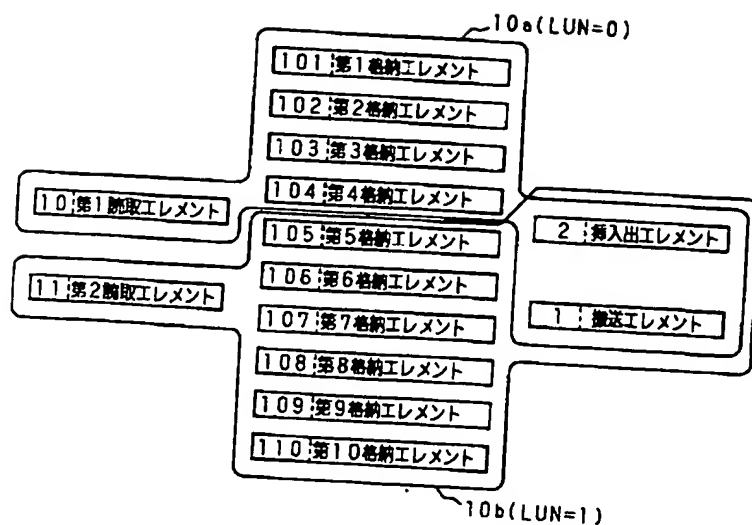 10a(LUN=0)
101 第1格納エレメント
102 第2格納エレメント
103 第3格納エレメント
104 第4格納エレメント
10 第1読取エレメント
105 第5格納エレメント
2 挿入出エレメント
11 第2読取エレメント
106 第6格納エレメント
107 第7格納エレメント
1 搬送エレメント
108 第8格納エレメント
109 第9格納エレメント
110 第10格納エレメント
10b(LUN=1)